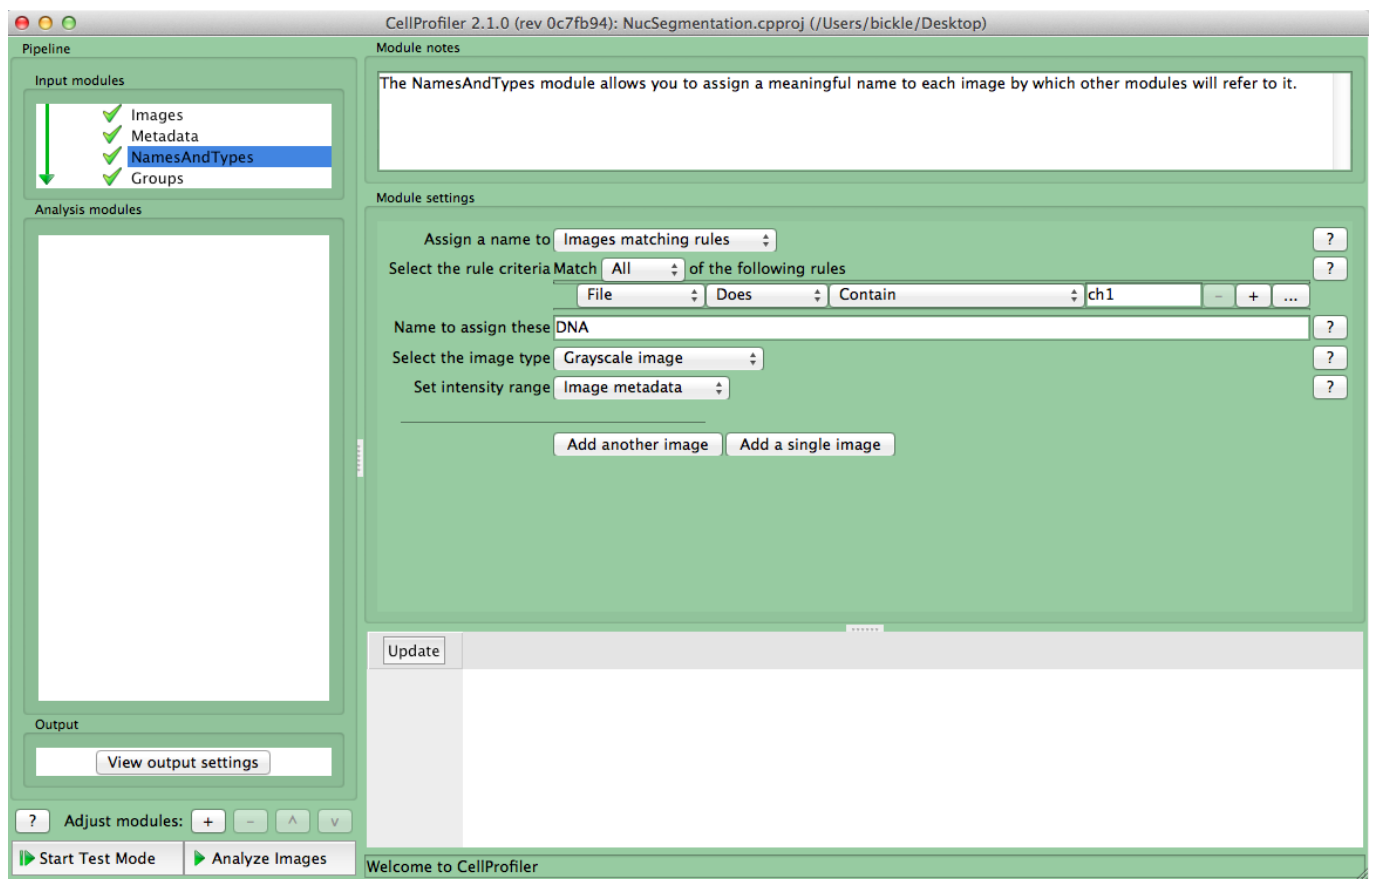 CellProfiler 2.1.0 (rev 0c7fb94): NucSegmentation.cpproj (/Users/bickle/Desktop)
Pipeline
Input modules
Images
Metadata
NamesAndTypes
Groups
Analysis modules
Output
View output settings
? Adjust modules: + - ^ v
Start Test Mode Analyze Images
Module notes
The NamesAndTypes module allows you to assign a meaningful name to each image by which other modules will refer to it.
Module settings
Assign a name to Images matching rules ?
Select the rule criteria Match All of the following rules ?
File Does Contain ch1 - + ...
Name to assign these DNA ?
Select the image type Grayscale image ?
Set intensity range Image metadata ?
Add another image Add a single image
Update
Welcome to CellProfiler